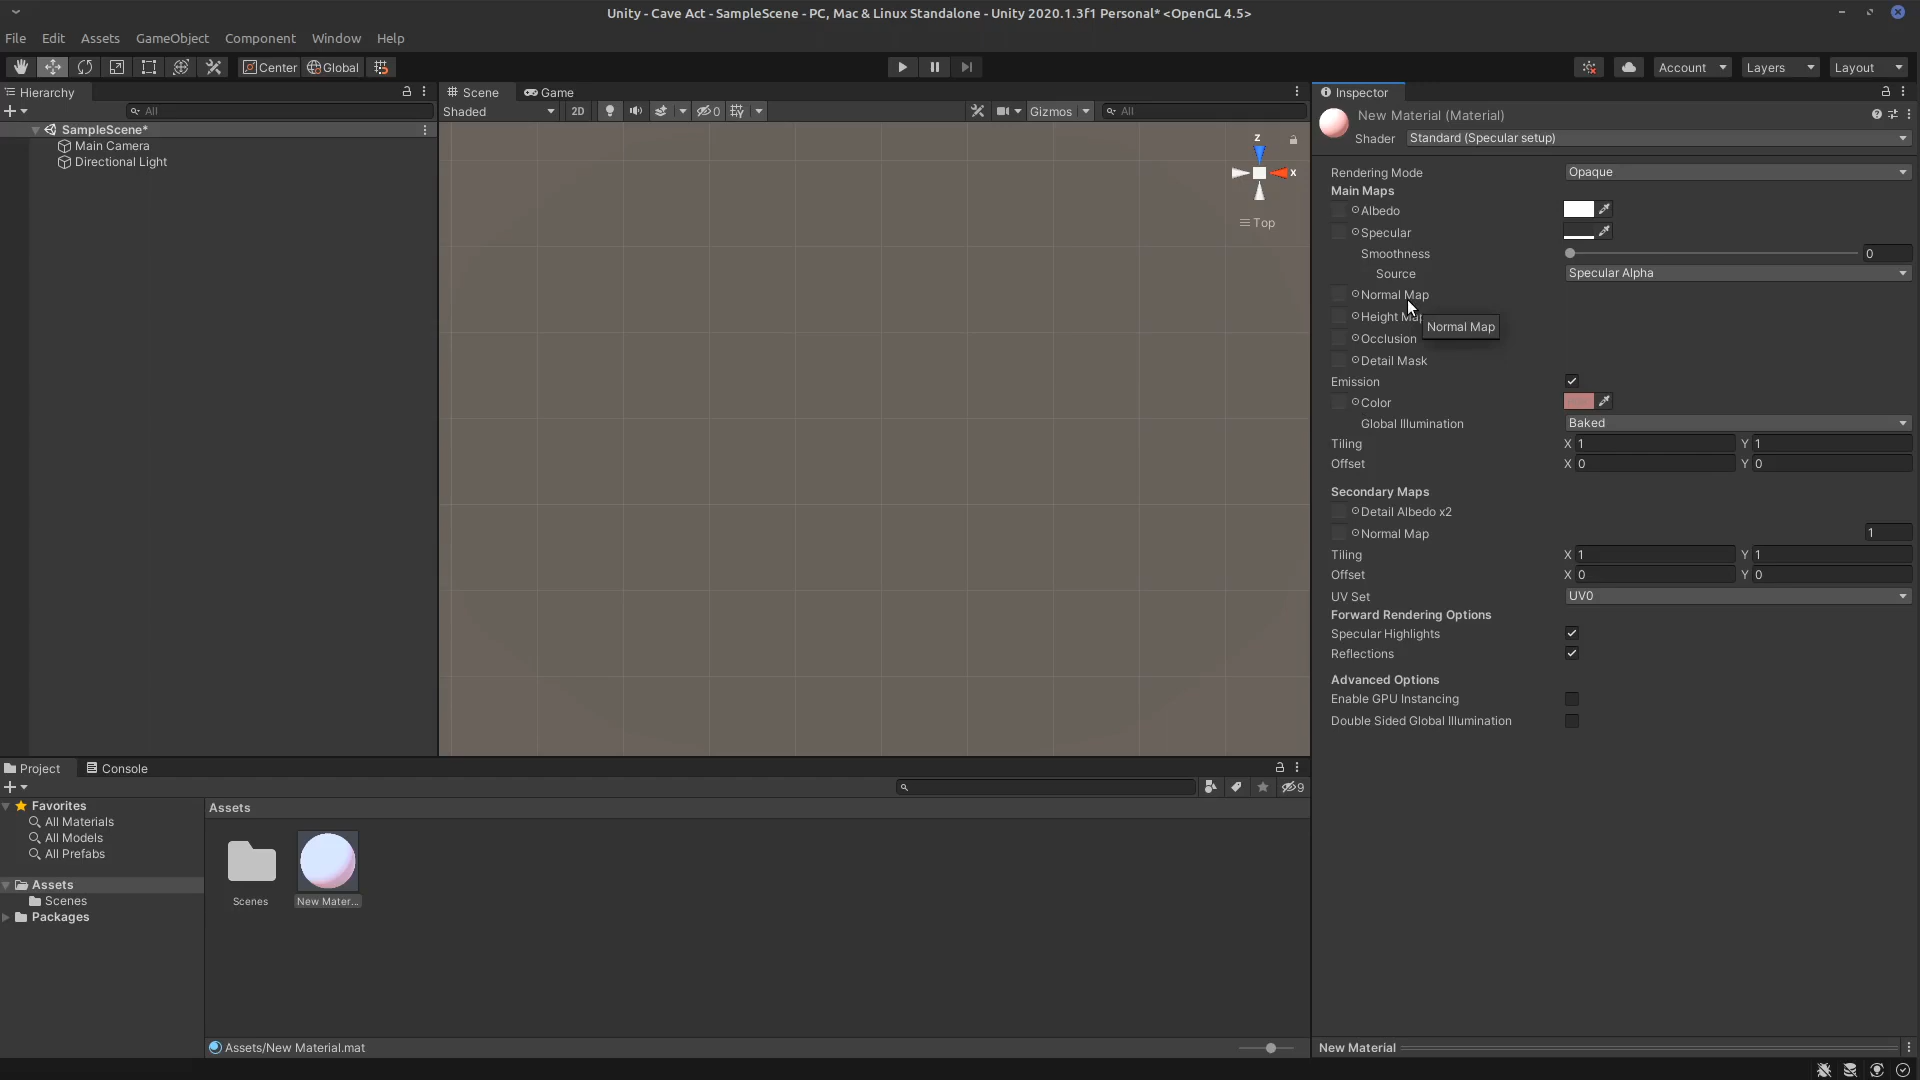 Unity - Cave Act - SampleScene - PC, Mac & Linux Standalone - Unity 2020.1.3f1 Personal* <OpenGL 4.5>
File Edit Assets GameObject Component Window Help
Center Global Account Layers Layout
Hierarchy
All
SampleScene*
Main Camera
Directional Light
Scene Game
Shaded 2D 0 Gizmos All
z
x
Top
Inspector
New Material (Material)
Shader Standard (Specular setup)
Rendering Mode Opaque
Main Maps
Albedo
Specular
Smoothness 0
Source Specular Alpha
Normal Map
Height Map
Normal Map
Occlusion
Detail Mask
Emission
Color
Global Illumination Baked
Tiling X 1 Y 1
Offset X 0 Y 0
Secondary Maps
Detail Albedo x2
Normal Map 1
Tiling X 1 Y 1
Offset X 0 Y 0
UV Set UV0
Forward Rendering Options
Specular Highlights
Reflections
Advanced Options
Enable GPU Instancing
Double Sided Global Illumination
Project Console
9
Favorites
All Materials
All Models
All Prefabs
Assets
Scenes
Packages
Assets
Scenes New Mater...
Assets/New Material.mat
New Material